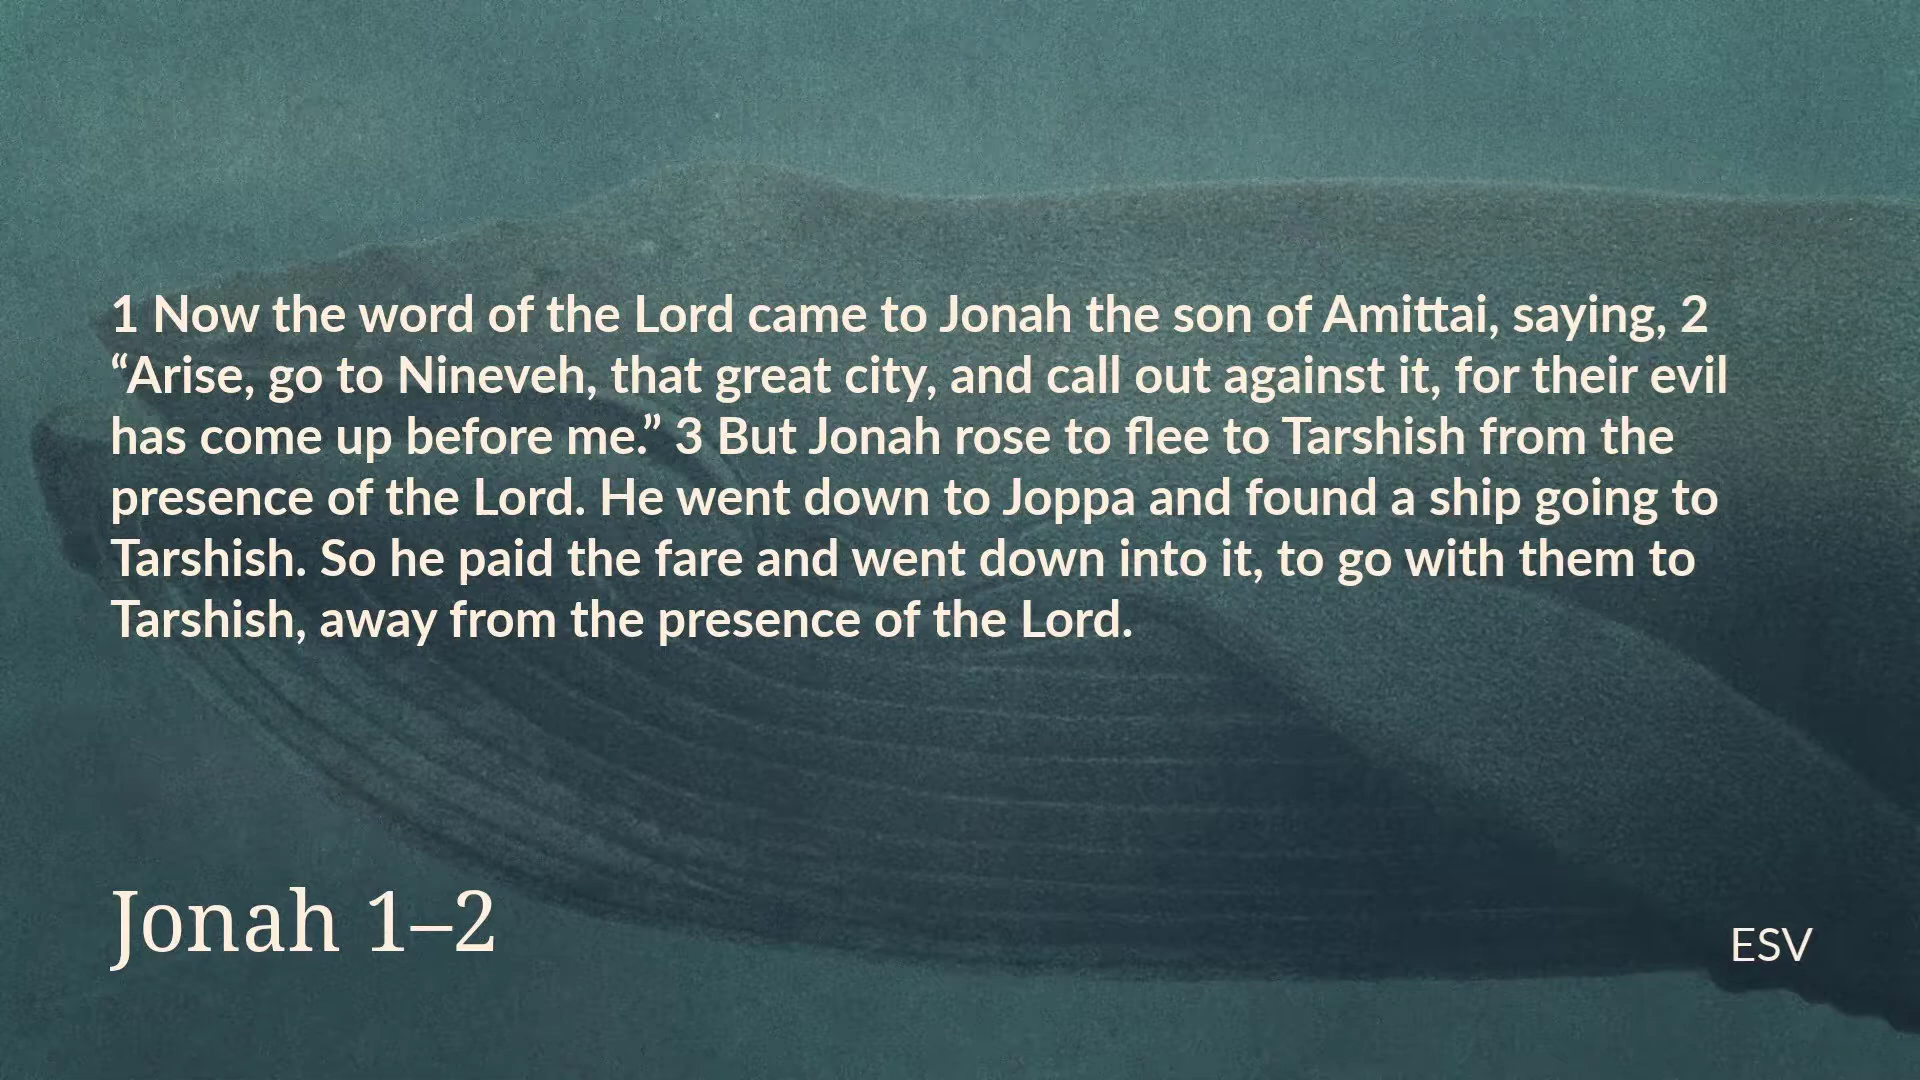 1 Now the word of the Lord came to Jonah the son of Amittai, saying, 2
“Arise, go to Nineveh, that great city, and call out against it, for their evil
has come up before me.” 3 But Jonah rose to flee to Tarshish from the
presence of the Lord. He went down to Joppa and found a ship going to
Tarshish. So he paid the fare and went down into it, to go with them to
Tarshish, away from the presence of the Lord.
Jonah 1–2
ESV